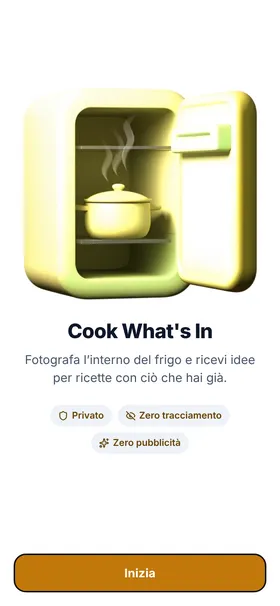 Cook What's In
Fotografa l’interno del frigo e ricevi idee
per ricette con ciò che hai già.
Privato
Zero tracciamento
Zero pubblicità
Inizia